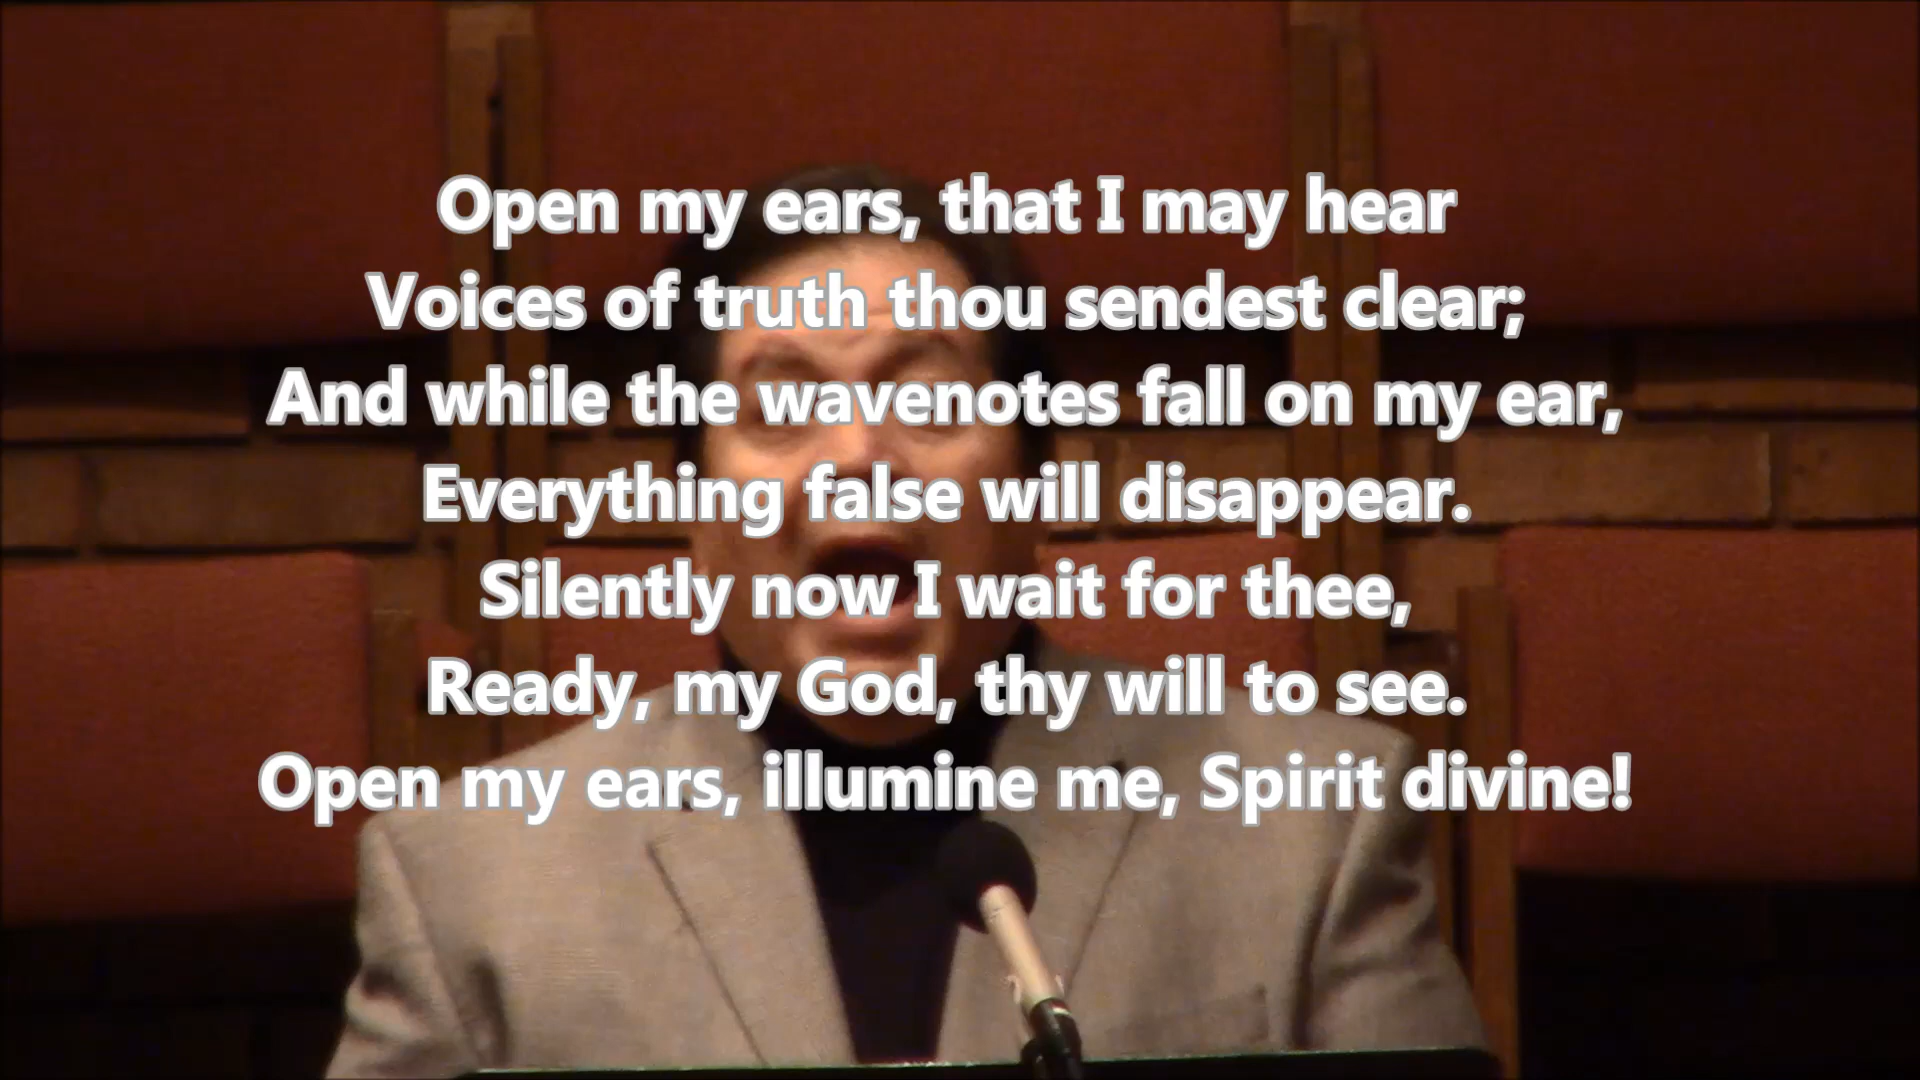 Open my ears, that I may hear
Voices of truth thou sendest clear;
And while the wavenotes fall on my ear,
Everything false will disappear.
Silently now I wait for thee,
Ready, my God, thy will to see.
Open my ears, illumine me, Spirit divine!